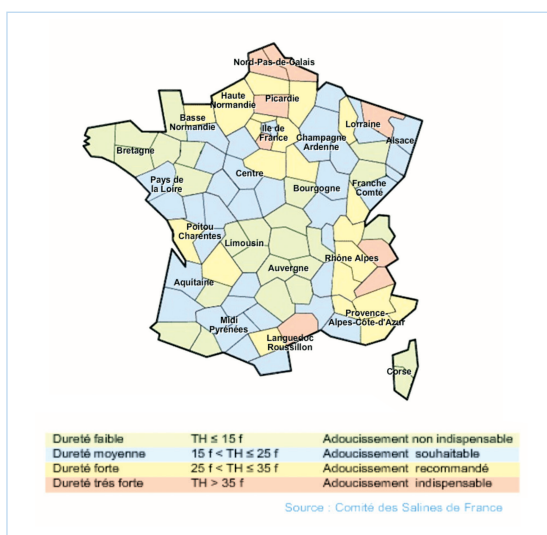 Nord-Pas-de-Calais
Haute
Normandie
Picardie
Basse
Normandie
Ile de
France
Lorraine
Champagne
Ardenne
Alsace
Bretagne
Pays de
la Loire
Centre
Bourgogne
Franche
Comté
Poitou
Charentes
Limousin
Rhône Alpes
Auvergne
Aquitaine
Midi
Pyrénées
Provence-
Alpes-Côte-d'Azuf
Languedoc
Roussillon
Corse
Dureté faible TH ≤ 15 f Adoucissement non indispensable
Dureté moyenne 15 f < TH ≤ 25 f Adoucissement souhaitable
Dureté forte 25 f < TH ≤ 35 f Adoucissement recommandé
Dureté trés forte TH > 35 f Adoucissement indispensable
Source : Comité des Salines de France